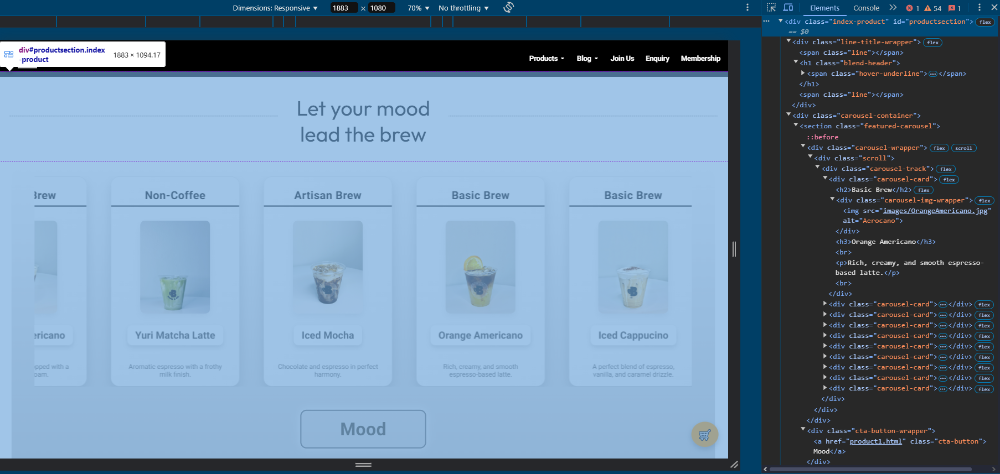 Dimensions: Responsive ▼ 1883 × 1080 70% ▼ No throttling ▼
Elements Console 1 54 1
div#productsection.index
-product
1883 × 1094.17
Products Blog Join Us Enquiry Membership
Let your mood
lead the brew
Brew
Non-Coffee
Artisan Brew
Basic Brew
Basic Brew
ericano
Yuri Matcha Latte
Iced Mocha
Orange Americano
Iced Cappucino
pped with a
oam.
Aromatic espresso with a frothy
milk finish.
Chocolate and espresso in perfect
harmony.
Rich, creamy, and smooth
espresso-based latte.
A perfect blend of espresso,
vanilla, and caramel drizzle.
Mood
<div class="index-product" id="productsection"> flex
== $0
<div class="line-title-wrapper"> flex
<span class="line"></span>
<h1 class="blend-header">
<span class="hover-underline">…</span>
</h1>
<span class="line"></span>
</div>
<div class="carousel-container">
<section class="featured-carousel">
::before
<div class="carousel-wrapper"> flex scroll
<div class="scroll">
<div class="carousel-track"> flex
<div class="carousel-card"> flex
<h2>Basic Brew</h2> flex
<div class="carousel-img-wrapper"> flex
<img src="images/OrangeAmericano.jpg"
alt="Aerocano">
</div>
<h3>Orange Americano</h3>
<br>
<p>Rich, creamy, and smooth espresso-
based latte.</p>
<br>
</div>
<div class="carousel-card">…</div> flex
<div class="carousel-card">…</div> flex
<div class="carousel-card">…</div> flex
<div class="carousel-card">…</div> flex
<div class="carousel-card">…</div> flex
<div class="carousel-card">…</div> flex
<div class="carousel-card">…</div> flex
<div class="carousel-card">…</div> flex
<div class="carousel-card">…</div> flex
</div>
</div>
</div>
<div class="cta-button-wrapper">
<a href="product1.html" class="cta-button">
Mood</a>
</div>